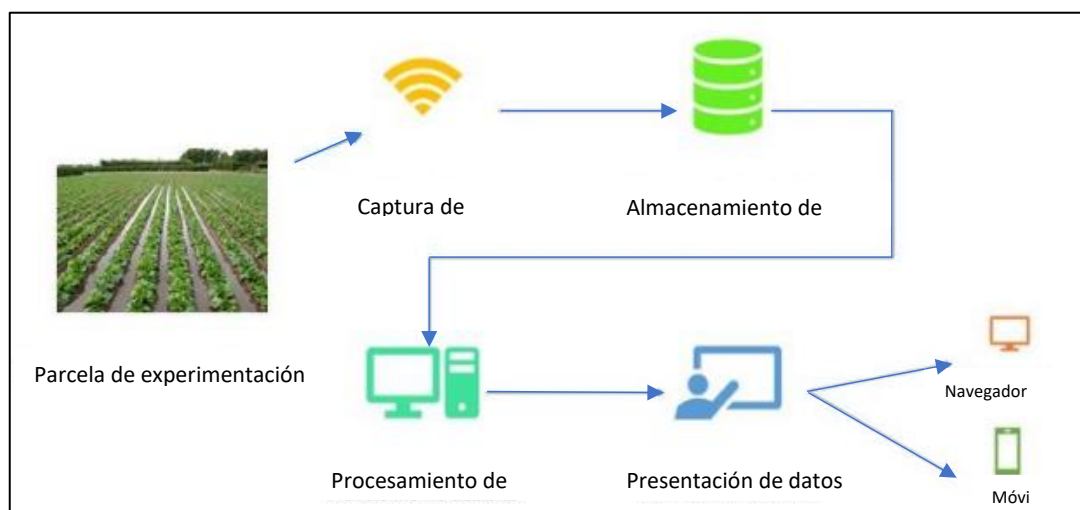 Captura de
Almacenamiento de
Parcela de experimentación
Navegador
Procesamiento de
Presentación de datos
Móvi